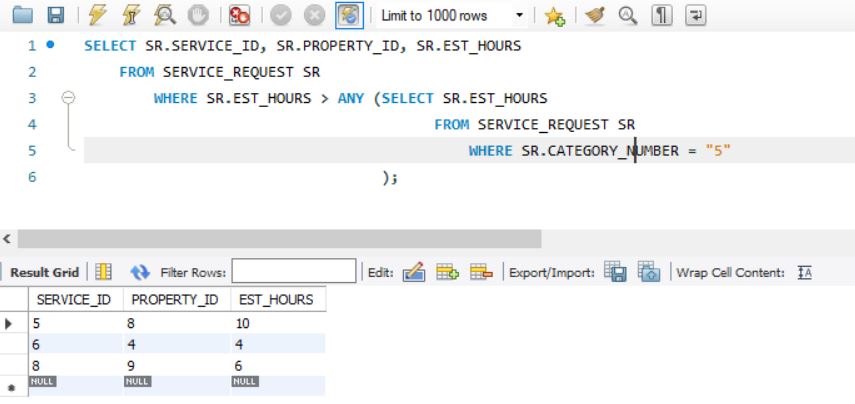 Limit to 1000 rows
1 SELECT SR.SERVICE_ID, SR.PROPERTY_ID, SR.EST_HOURS
2 FROM SERVICE_REQUEST SR
3 WHERE SR.EST_HOURS > ANY (SELECT SR.EST_HOURS
4 FROM SERVICE_REQUEST SR
5 WHERE SR.CATEGORY_NUMBER = "5"
6 );
Result Grid Filter Rows: Edit: Export/Import: Wrap Cell Content: IA
SERVICE_ID PROPERTY_ID EST_HOURS
5 8 10
6 4 4
8 9 6
NULL NULL NULL